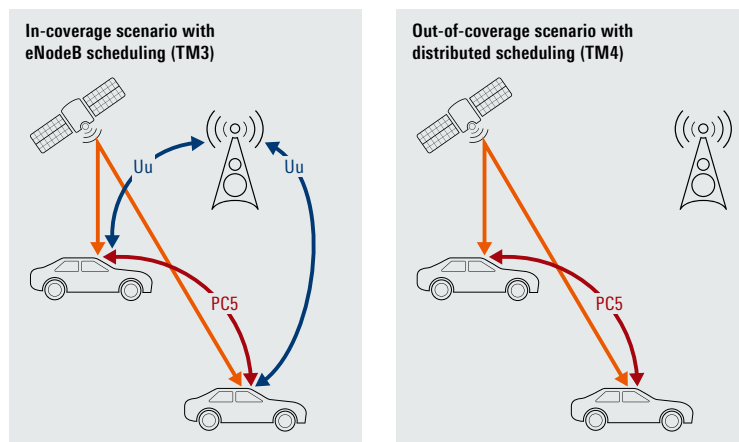 In-coverage scenario with
eNodeB scheduling (TM3)
Uu
Uu
PC5
Out-of-coverage scenario with
distributed scheduling (TM4)
PC5